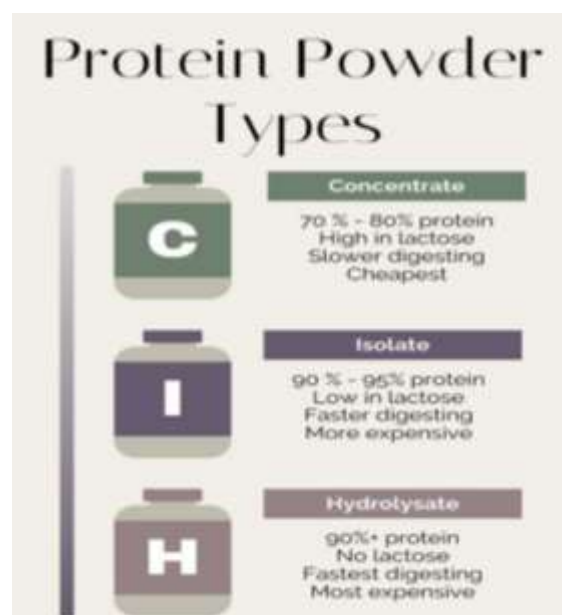 Protein Powder
Types
C
Concentrate
70 % - 80% protein
High in lactose
Slower digesting
Cheapest
I
Isolate
90 % - 95% protein
Low in lactose
Faster digesting
More expensive
H
Hydrolysate
90%+ protein
No lactose
Fastest digesting
Most expensive